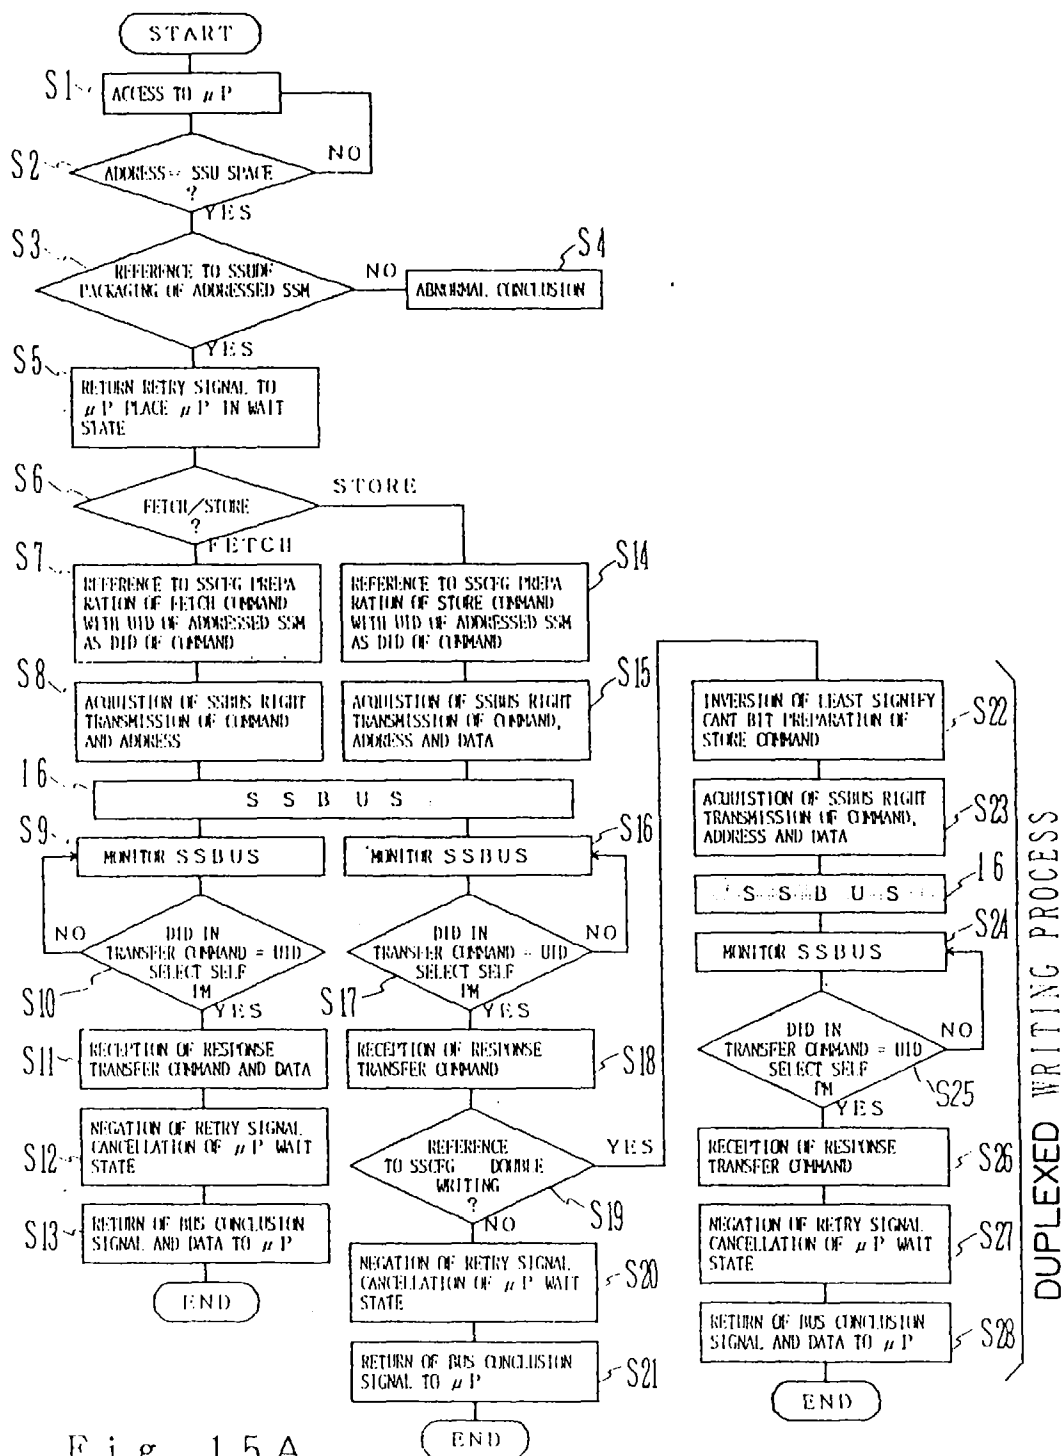 START
S1
ACCESS TO μP
S2
NO
ADDRESS = SSU SPACE
?
YES
S3
REFERENCE TO SSUDF
PACKAGING OF ADDRESSED SSM
NO
S4
ABNORMAL CONCLUSION
YES
S5
RETURN RETRY SIGNAL TO
μP PLACE μP IN WAIT
STATE
S6
FETCH/STORE
?
STORE
FETCH
S7
REFERENCE TO SSCFG PREPA
RATION OF FETCH COMMAND
WITH UID OF ADDRESSED SSM
AS DID OF COMMAND
S8
ACQUISTION OF SSBUS RIGHT
TRANSMISSION OF COMMAND
AND ADDRESS
S14
REFERENCE TO SSCFG PREPA
RATION OF STORE COMMAND
WITH UID OF ADDRESSED SSM
AS DID OF COMMAND
S15
ACQUISTION OF SSBUS RIGHT
TRANSMISSION OF COMMAND,
ADDRESS AND DATA
16
SSBUS
S9
MONITOR SSBUS
NO
DID IN
TRANSFER COMMAND = UID
SELECT SELF
PM
S10
YES
S11
RECEPTION OF RESPONSE
TRANSFER COMMAND AND DATA
S12
NEGATION OF RETRY SIGNAL
CANCELLATION OF μP WAIT
STATE
S13
RETURN OF BUS CONCLUSION
SIGNAL AND DATA TO μP
END
S16
MONITOR SSBUS
NO
DID IN
TRANSFER COMMAND = UID
SELECT SELF
PM
S17
YES
RECEPTION OF RESPONSE
TRANSFER COMMAND
S18
REFERENCE
TO SSCFG DOUBLE
WRITING
?
YES
S19
NO
NEGATION OF RETRY SIGNAL
CANCELLATION OF μP WAIT
STATE
S20
RETURN OF BUS CONCLUSION
SIGNAL TO μP
S21
END
INVERSION OF LEAST SIGNIFY
CANT BIT PREPARATION OF
STORE COMMAND
S22
ACQUISTION OF SSBUS RIGHT
TRANSMISSION OF COMMAND,
ADDRESS AND DATA
S23
SSBUS
16
S24
MONITOR SSBUS
NO
DID IN
TRANSFER COMMAND = UID
SELECT SELF
PM
S25
YES
RECEPTION OF RESPONSE
TRANSFER COMMAND
S26
NEGATION OF RETRY SIGNAL
CANCELLATION OF μP WAIT
STATE
S27
RETURN OF BUS CONCLUSION
SIGNAL AND DATA TO μP
S28
END
DUPLEXED WRITING PROCESS
Fig. 15A